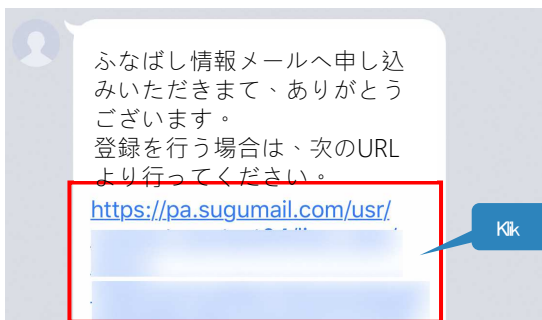 ふなばし情報メールへ申し込
みいただきまて、ありがとう
ございます。
登録を行う場合は、次のURL
より行ってください。
https://pa.sugumail.com/usr/
Klik